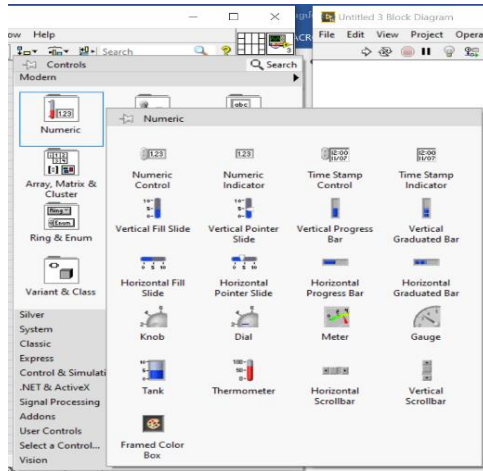 Untitled 3 Block Diagram
ow Help
File Edit View Project Opera
Search
Controls
Search
Modern
Numeric
Array, Matrix &
Cluster
Ring & Enum
Variant & Class
Silver
System
Classic
Express
Control & Simulati
.NET & ActiveX
Signal Processing
Addons
User Controls
Select a Control...
Vision
Numeric
Numeric
Control
Numeric
Indicator
Time Stamp
Control
Time Stamp
Indicator
Vertical Fill Slide
Vertical Pointer
Slide
Vertical Progress
Bar
Vertical
Graduated Bar
Horizontal Fill
Slide
Horizontal
Pointer Slide
Horizontal
Progress Bar
Horizontal
Graduated Bar
Knob
Dial
Meter
Gauge
Tank
Thermometer
Horizontal
Scrollbar
Vertical
Scrollbar
Framed Color
Box